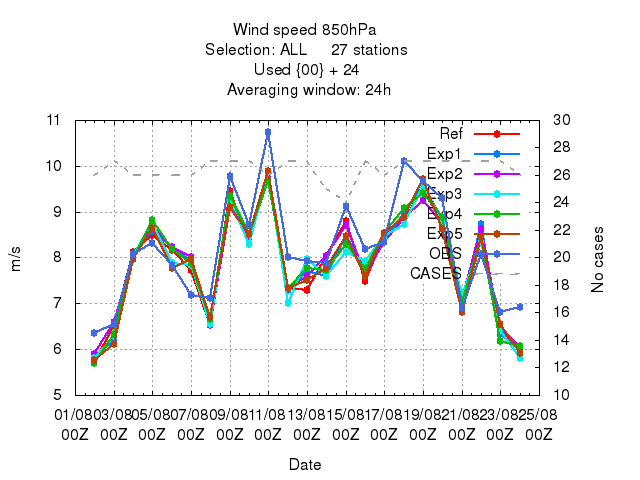 Wind speed 850hPa
Selection: ALL     27 stations
Used {00} + 24
Averaging window: 24h
11
10
9
8
7
6
5
m/s
30
28
26
24
22
20
18
16
14
12
10
No cases
Ref
Exp1
Exp2
Exp3
Exp4
Exp5
OBS
CASES
01/08 03/08 05/08 07/08 09/08 11/08 13/08 15/08 17/08 19/08 21/08 23/08 25/08
00Z 00Z 00Z 00Z 00Z 00Z 00Z 00Z 00Z 00Z 00Z 00Z 00Z
Date